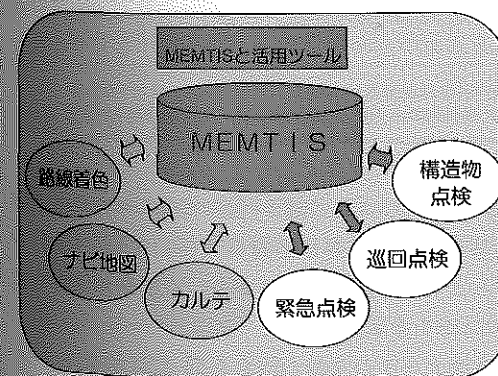 MEMTISと活用ツール
MEMTIS
路線着色
ナビ地図
カルテ
緊急点検
巡回点検
構造物
点検